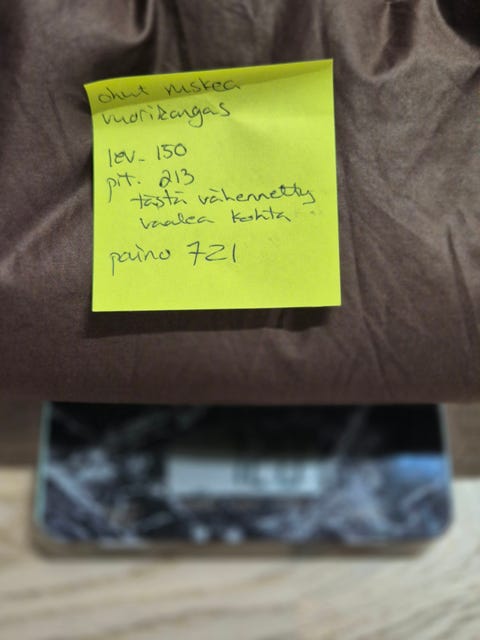 ohut ruskea
vuorikangas
lev. 150
pit. 213
tästä vähennetty
vaalea kohta
paino 721